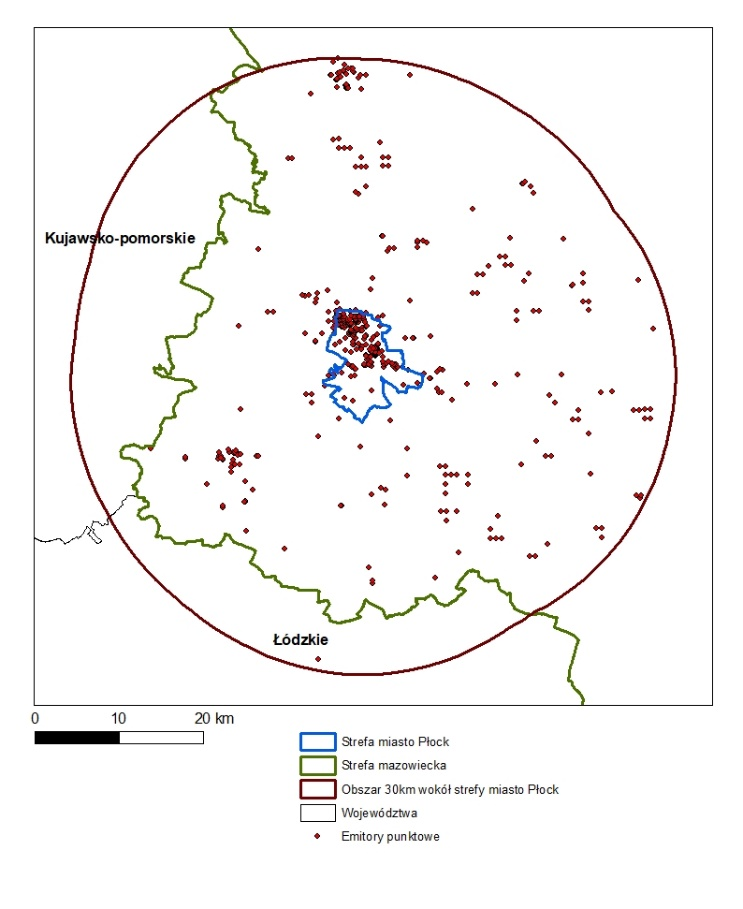 Kujawsko-pomorskie
Łódzkie
0 10 20 km
Strefa miasto Płock
Strefa mazowiecka
Obszar 30km wokół strefy miasto Płock
Województwa
Emitory punktowe